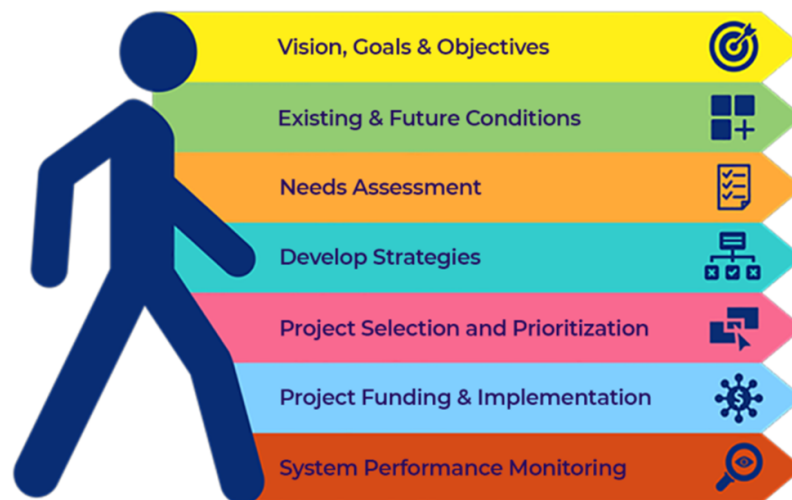 Vision, Goals & Objectives
Existing & Future Conditions
Needs Assessment
Develop Strategies
Project Selection and Prioritization
Project Funding & Implementation
System Performance Monitoring